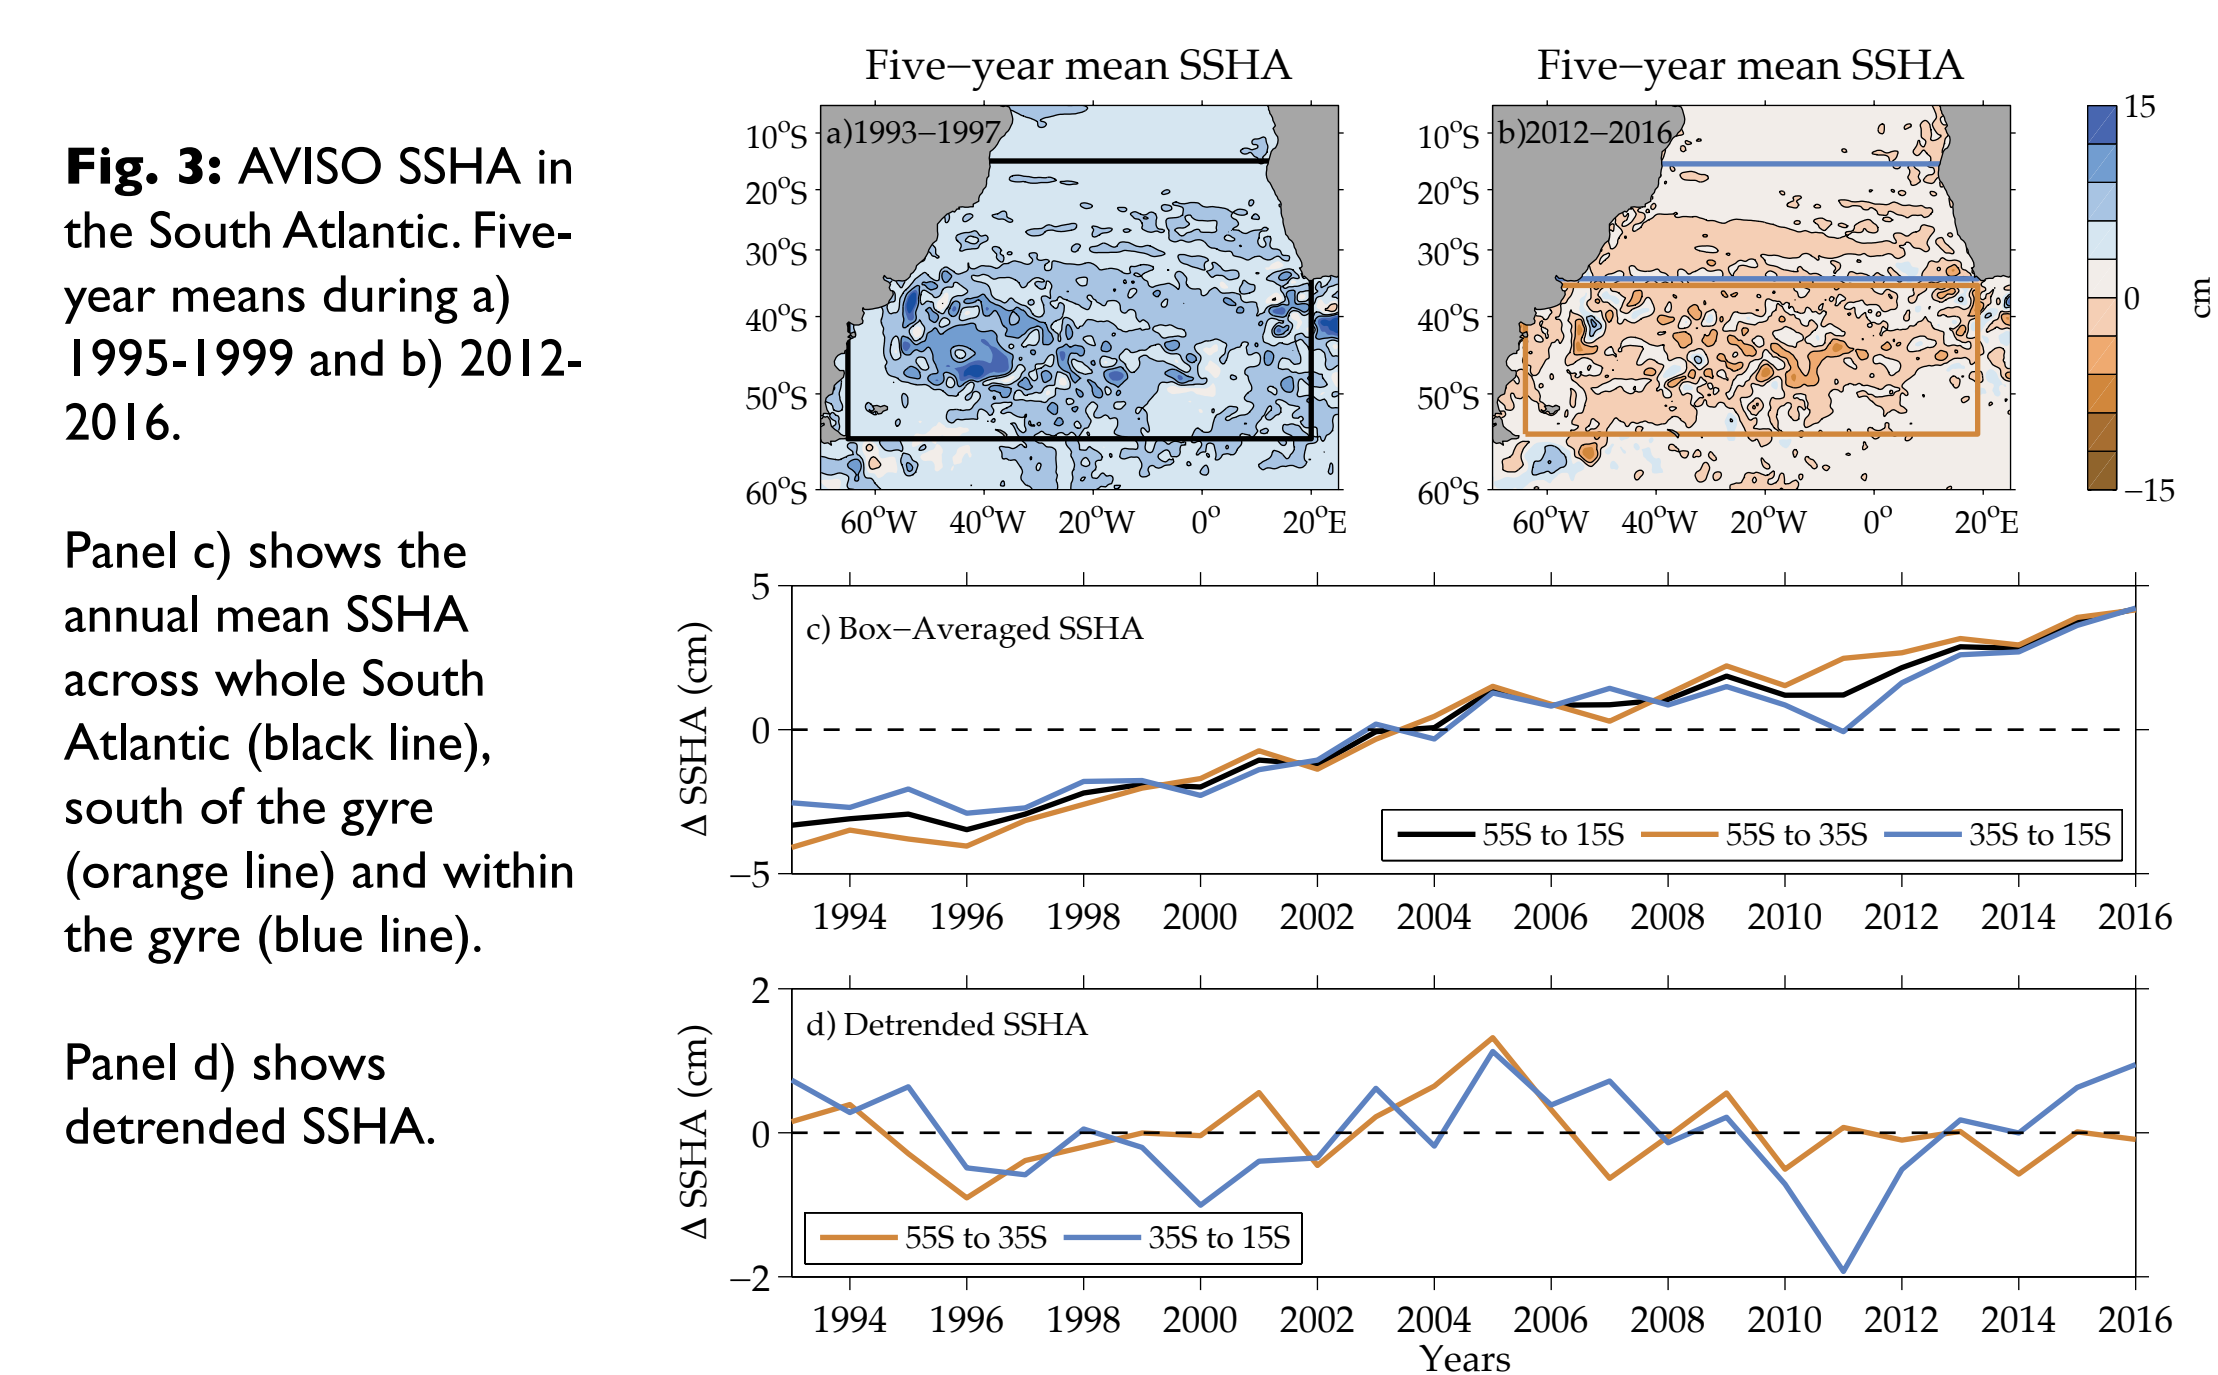 Fig. 3: AVISO SSHA in
the South Atlantic. Five-
year means during a)
1995-1999 and b) 2012-
2016.
Panel c) shows the
annual mean SSHA
across whole South
Atlantic (black line),
south of the gyre
(orange line) and within
the gyre (blue line).
Panel d) shows
detrended SSHA.
Five−year mean SSHA
a)1993−1997
10°S
20°S
30°S
40°S
50°S
60°S
60°W 40°W 20°W 0° 20°E
Five−year mean SSHA
b)2012−2016
10°S
20°S
30°S
40°S
50°S
60°S
60°W 40°W 20°W 0° 20°E
15
0
−15
cm
c) Box−Averaged SSHA
Δ SSHA (cm)
5
0
−5
55S to 15S 55S to 35S 35S to 15S
1994 1996 1998 2000 2002 2004 2006 2008 2010 2012 2014 2016
d) Detrended SSHA
Δ SSHA (cm)
2
0
−2
55S to 35S 35S to 15S
1994 1996 1998 2000 2002 2004 2006 2008 2010 2012 2014 2016
Years